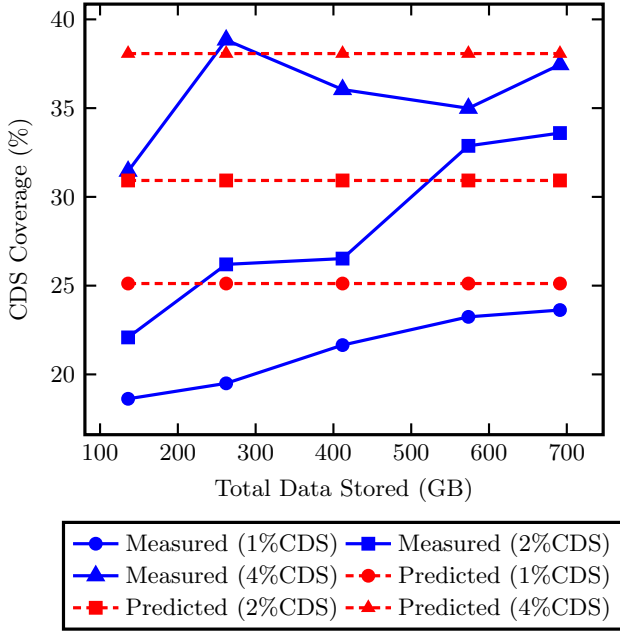 40
35
30
25
20
CDS Coverage (%)
100 200 300 400 500 600 700
Total Data Stored (GB)
Measured (1%CDS) Measured (2%CDS)
Measured (4%CDS) Predicted (1%CDS)
Predicted (2%CDS) Predicted (4%CDS)